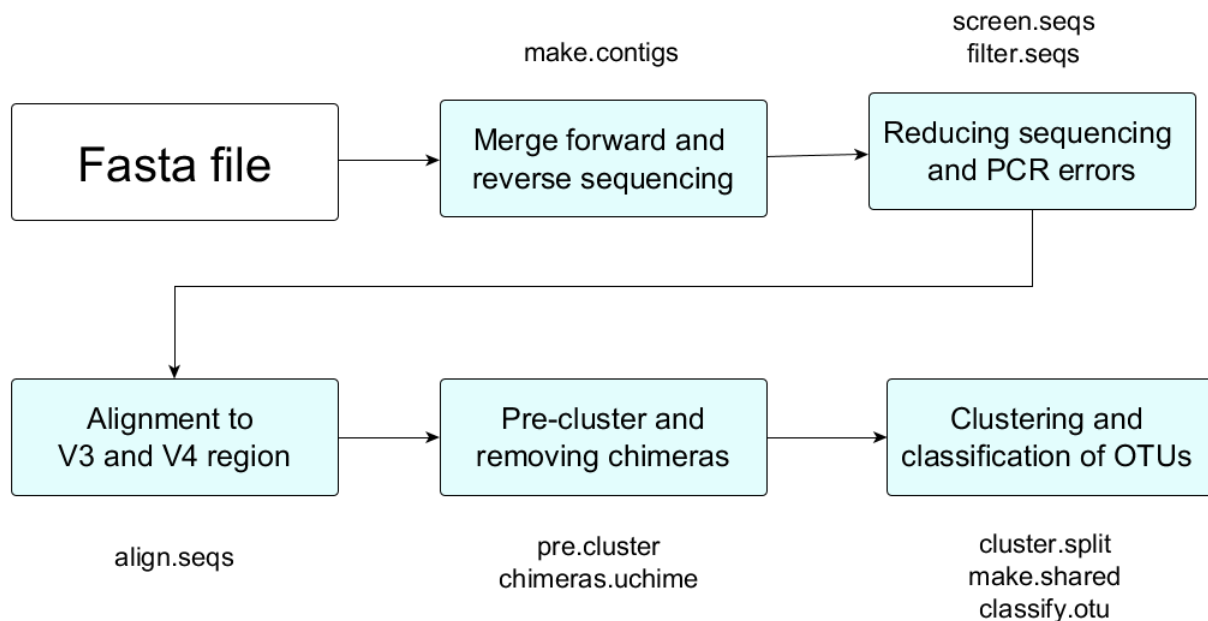 make.contigs
screen.seqs
filter.seqs
Fasta file
Merge forward and
reverse sequencing
Reducing sequencing
and PCR errors
Alignment to
V3 and V4 region
Pre-cluster and
removing chimeras
Clustering and
classification of OTUs
align.seqs
pre.cluster
chimeras.uchime
cluster.split
make.shared
classify.otu